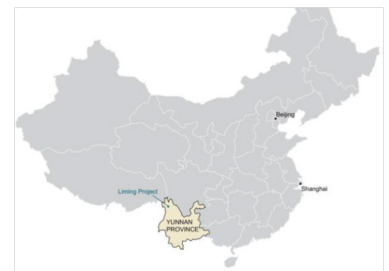 Beijing
Shanghai
Liming Project
YUNNAN
PROVINCE